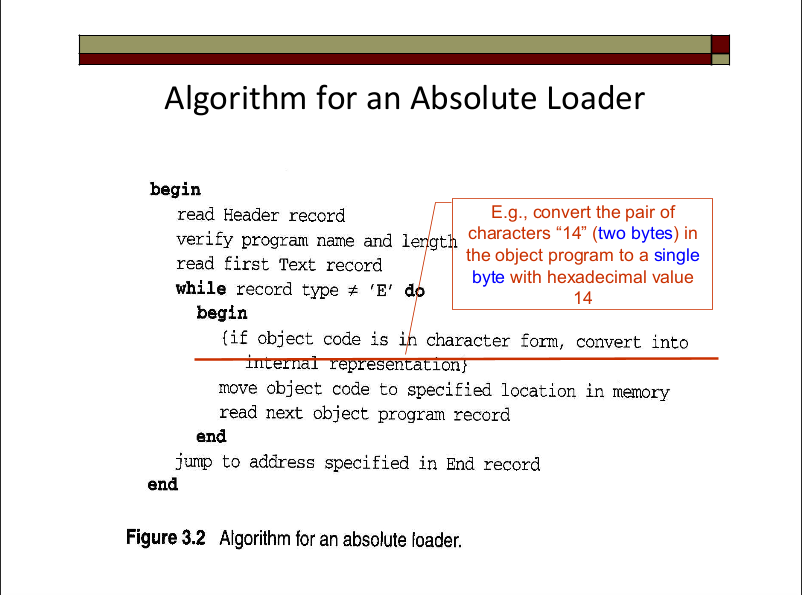 Algorithm for an Absolute Loader
begin
read Header record
verify program name and length
read first Text record
while record type ≠ 'E' do
begin
{if object code is in character form, convert into
internal representation}
move object code to specified location in memory
read next object program record
end
jump to address specified in End record
end
E.g., convert the pair of
characters “14” (two bytes) in
the object program to a single
byte with hexadecimal value
14
Figure 3.2 Algorithm for an absolute loader.